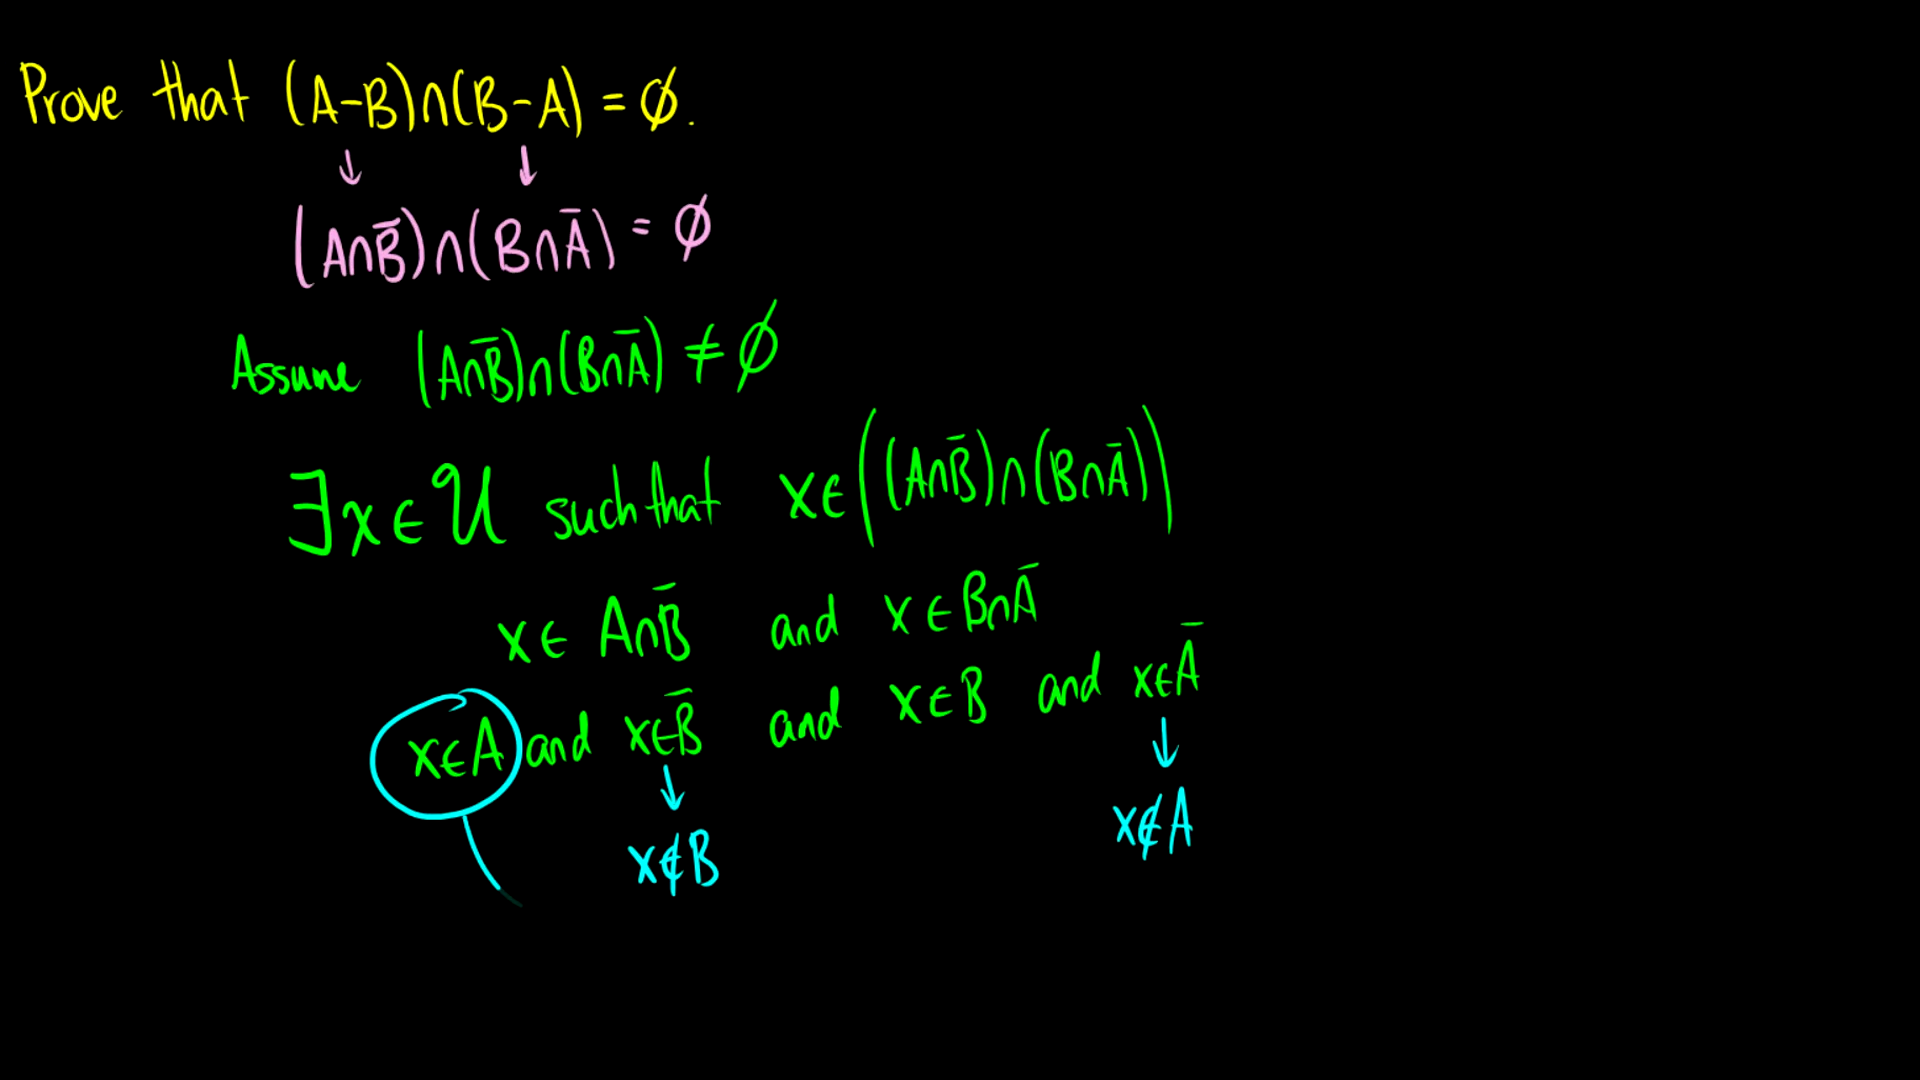 Prove that (A-B)∩(B-A) = ∅.
↓ ↓
(A∩B̅)∩(B∩A̅) = ∅
Assume (A∩B̅)∩(B∩A̅) ≠ ∅
∃x∈𝒰 such that x∈((A∩B̅)∩(B∩A̅))
x∈ A∩B̅ and x∈B∩A̅
x∈A and x∈B̅ and x∈B and x∈A̅
↓ ↓
x∉B x∉A